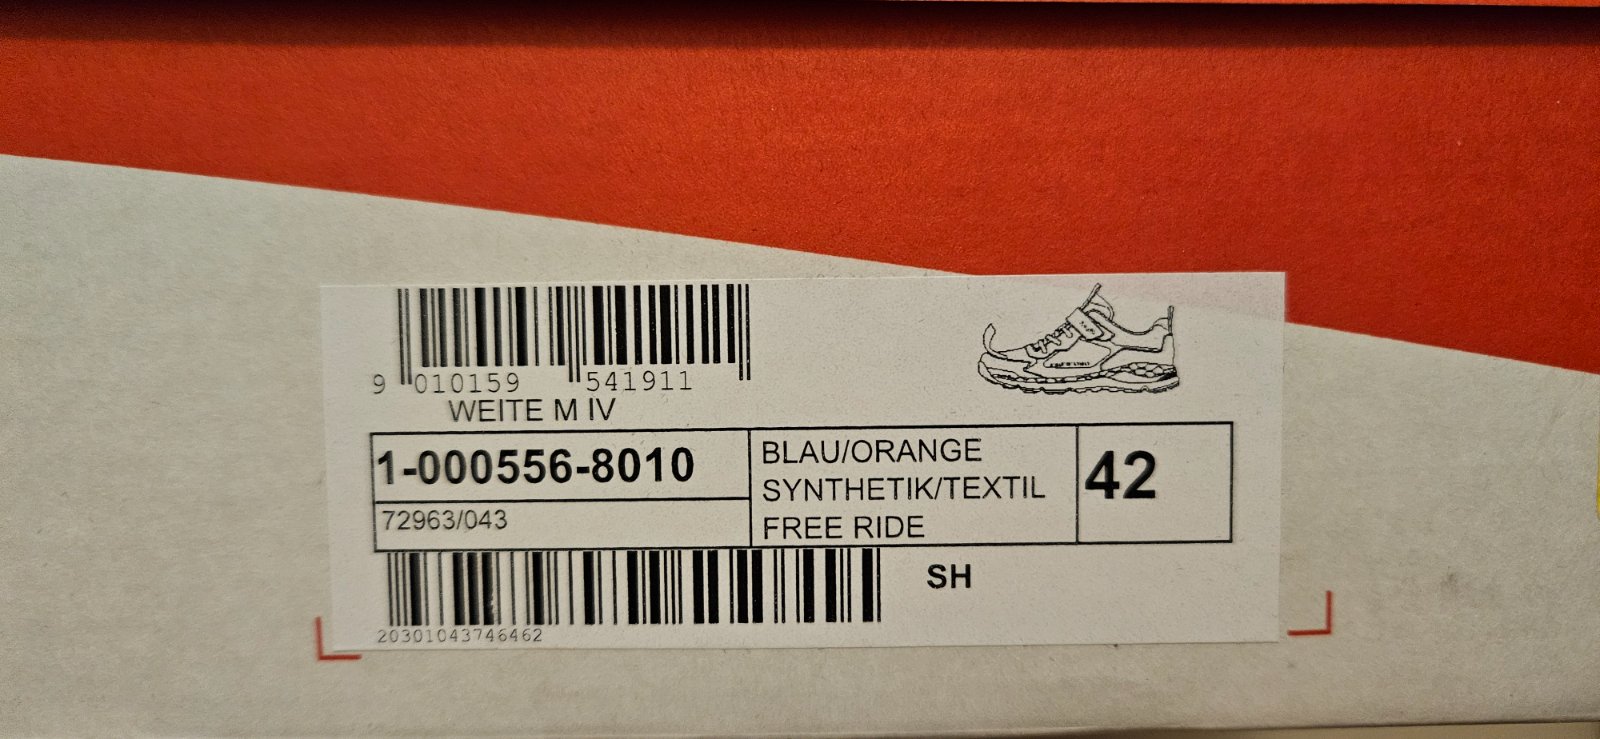 9 010159 541911
WEITE M IV
1-000556-8010
72963/043
BLAU/ORANGE
SYNTHETIK/TEXTIL
FREE RIDE
42
SH
20301043746462